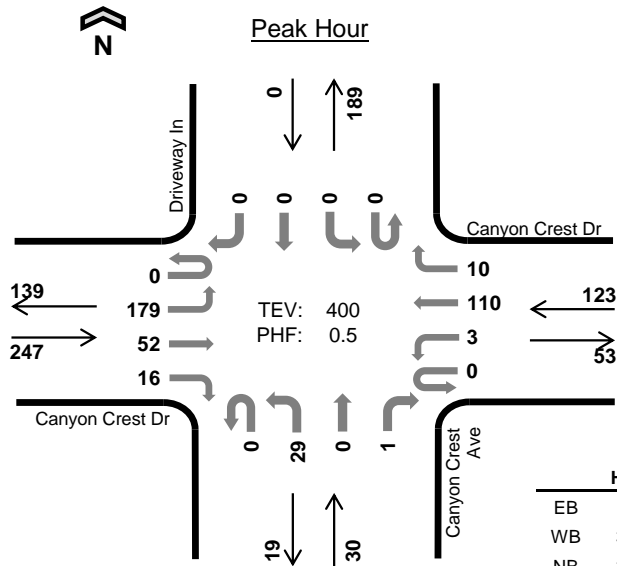 Peak Hour
N
0
189
Driveway In
0 0 0 0
Canyon Crest Dr
0
10
139
179
TEV: 400
110
123
247
52
PHF: 0.5
3
53
16
0
Canyon Crest Dr
0 29 0 1
Canyon Crest
Ave
19
30
H
EB
WB
NB